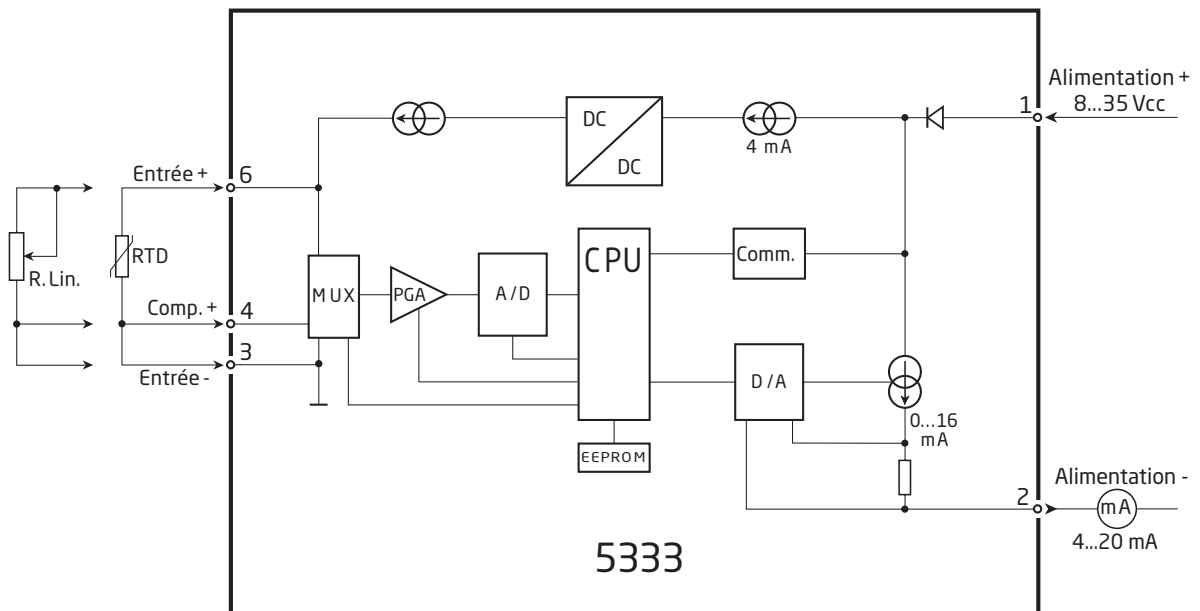 Alimentation +
8...35 Vcc
1
DC
DC
4 mA
Entrée +
6
R. Lin.
RTD
CPU
Comm.
MUX
PGA
A/D
Comp. +
4
3
Entrée -
D/A
0...16
mA
EEPROM
Alimentation -
2
mA
4...20 mA
5333